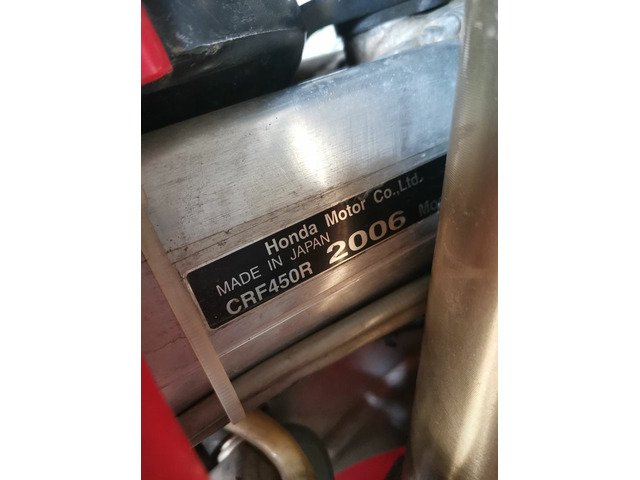 Honda Motor Co.,Ltd.
MADE IN JAPAN
CRF450R 2006